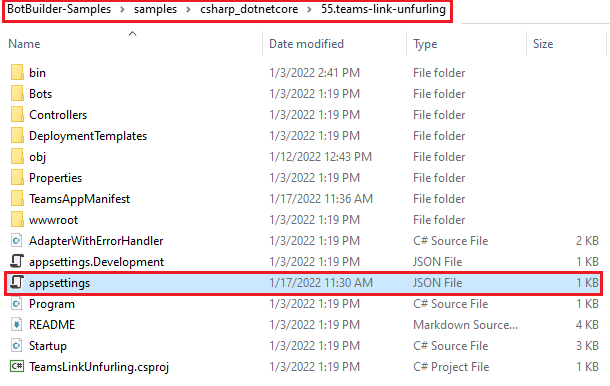 BotBuilder-Samples > samples > csharp_dotnetcore > 55.teams-link-unfurling
Name Date modified Type Size
bin 1/3/2022 2:41 PM File folder
Bots 1/3/2022 1:19 PM File folder
Controllers 1/3/2022 1:19 PM File folder
DeploymentTemplates 1/3/2022 1:19 PM File folder
obj 1/12/2022 12:43 PM File folder
Properties 1/3/2022 1:19 PM File folder
TeamsAppManifest 1/17/2022 11:36 AM File folder
wwwroot 1/3/2022 1:19 PM File folder
AdapterWithErrorHandler 1/3/2022 1:19 PM C# Source File 2 KB
appsettings.Development 1/3/2022 1:19 PM JSON File 1 KB
appsettings 1/17/2022 11:30 AM JSON File 1 KB
Program 1/3/2022 1:19 PM C# Source File 1 KB
README 1/3/2022 1:19 PM Markdown Source... 4 KB
Startup 1/3/2022 1:19 PM C# Source File 3 KB
C# TeamsLinkUnfurling.csproj 1/3/2022 1:19 PM C# Project File 1 KB